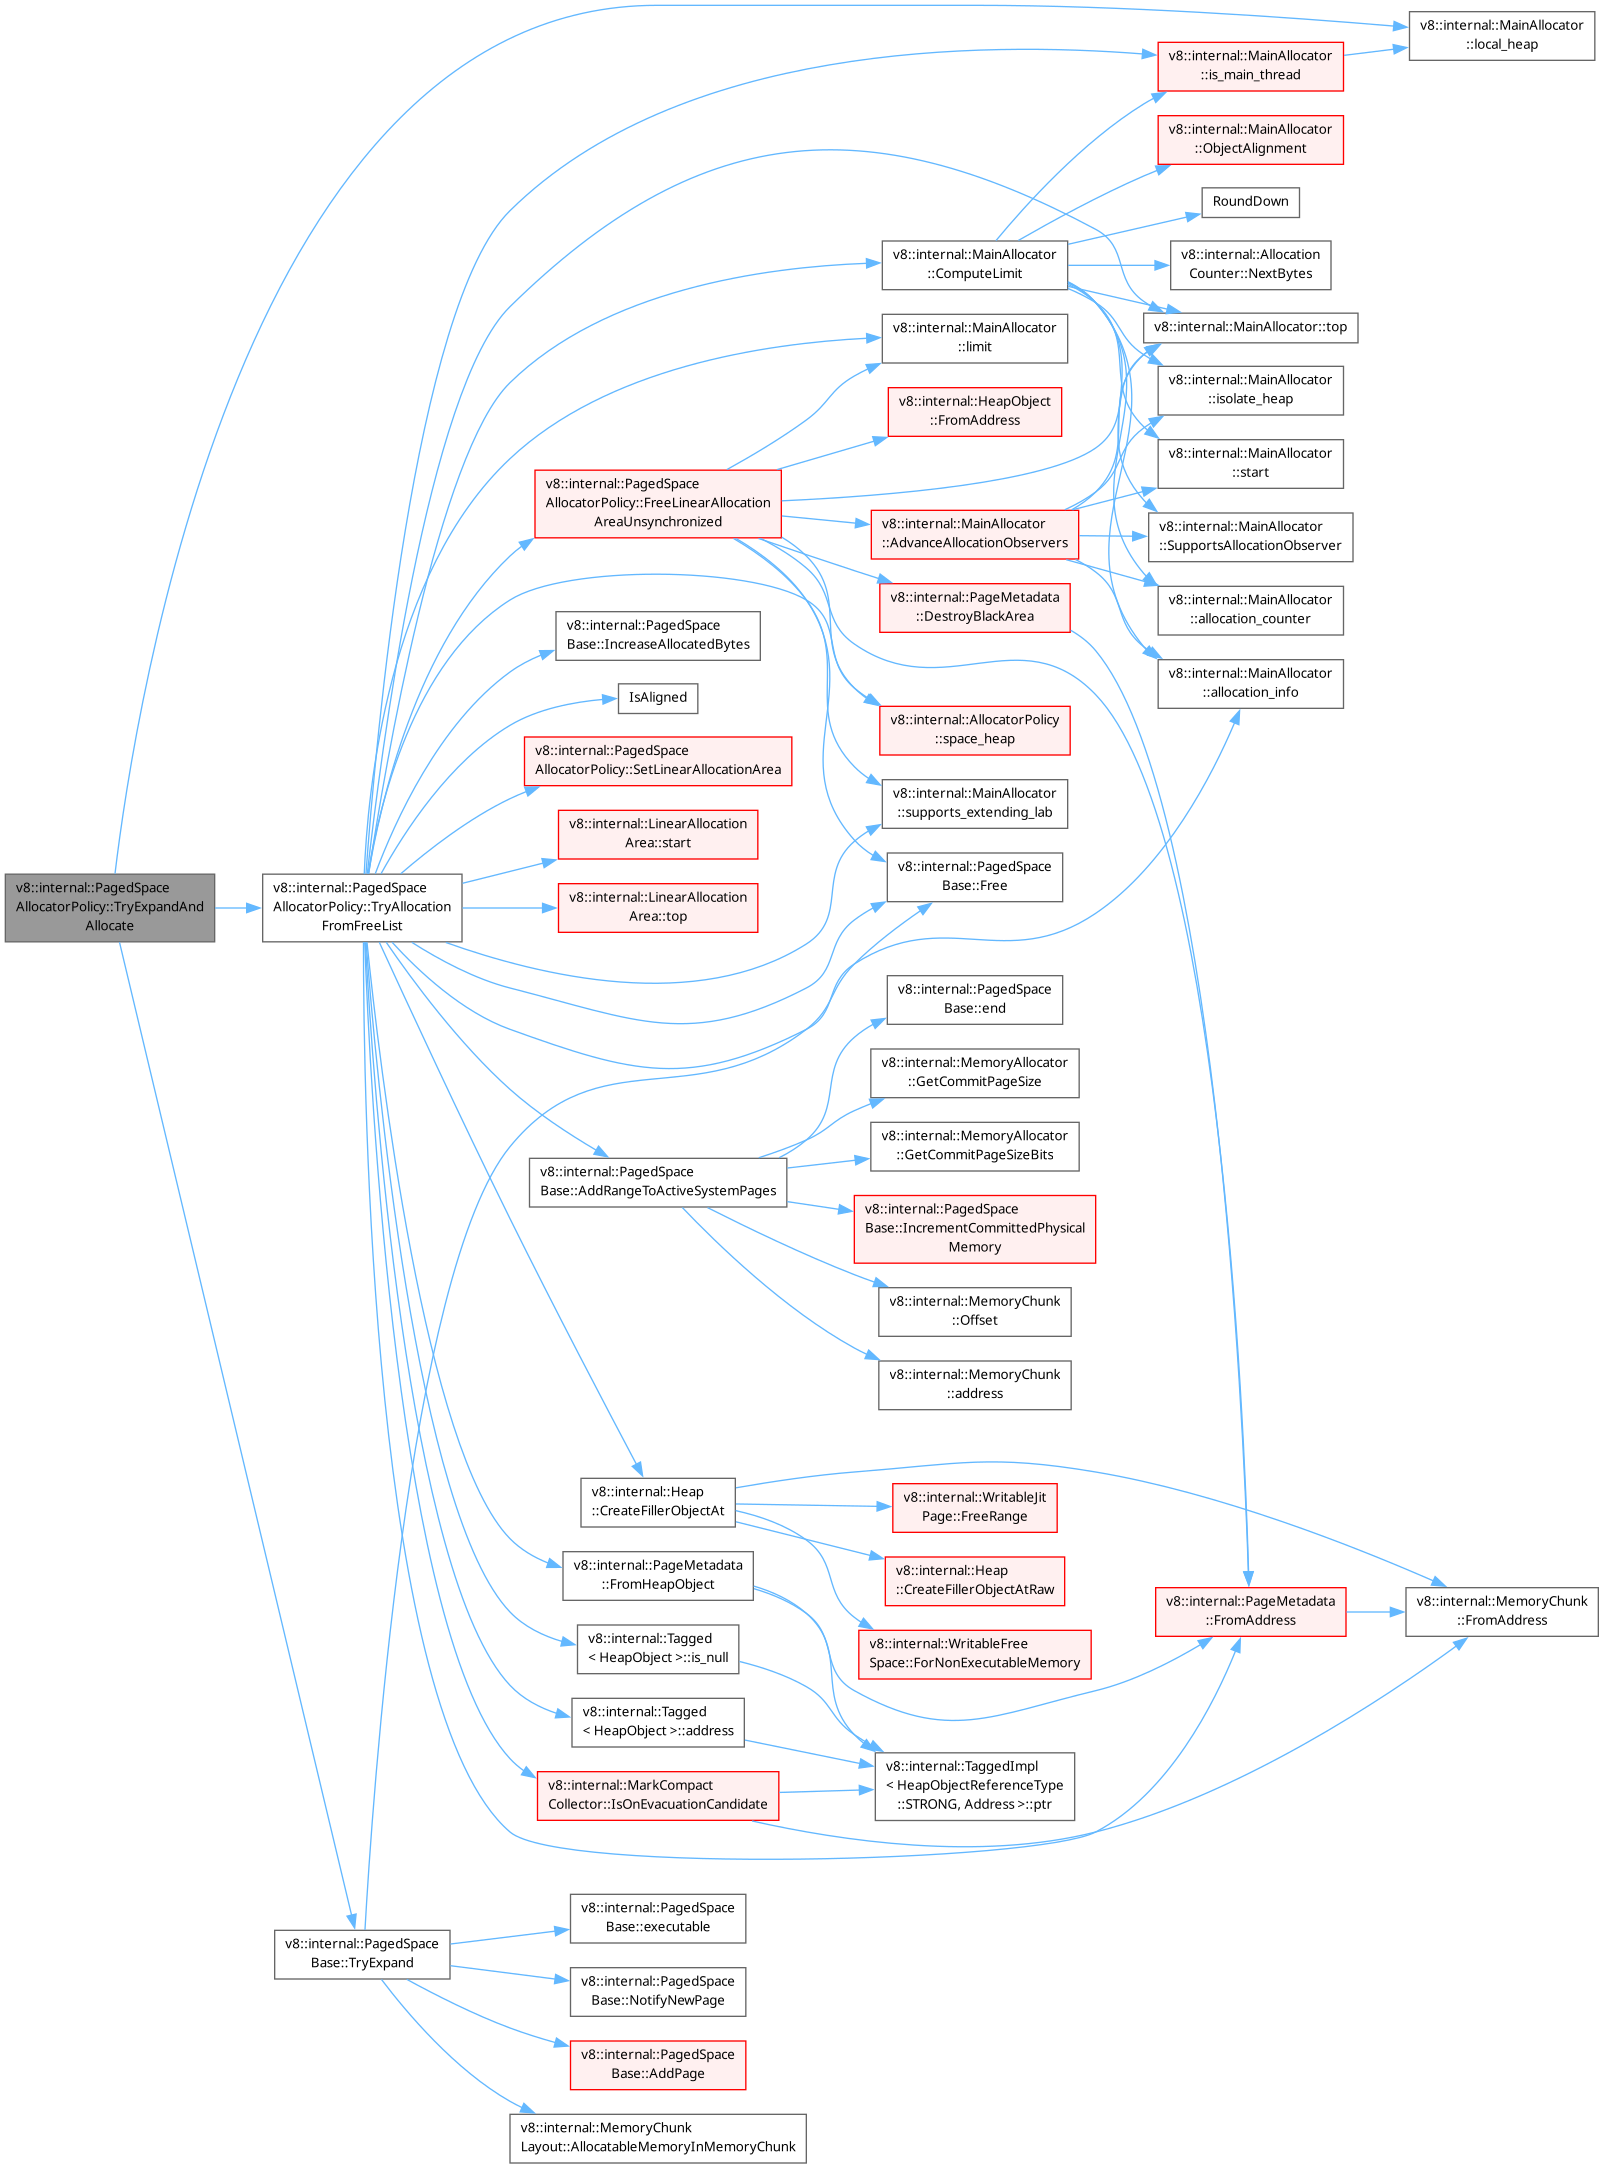 v8::internal::MainAllocator
::local_heap
v8::internal::MainAllocator
::is_main_thread
v8::internal::MainAllocator
::ObjectAlignment
RoundDown
v8::internal::MainAllocator
::ComputeLimit
v8::internal::Allocation
Counter::NextBytes
v8::internal::MainAllocator::top
v8::internal::MainAllocator
::limit
v8::internal::MainAllocator
::isolate_heap
v8::internal::HeapObject
::FromAddress
v8::internal::MainAllocator
::start
v8::internal::PagedSpace
AllocatorPolicy::FreeLinearAllocation
AreaUnsynchronized
v8::internal::MainAllocator
::AdvanceAllocationObservers
v8::internal::MainAllocator
::SupportsAllocationObserver
v8::internal::PageMetadata
::DestroyBlackArea
v8::internal::MainAllocator
::allocation_counter
v8::internal::PagedSpace
Base::IncreaseAllocatedBytes
v8::internal::MainAllocator
::allocation_info
IsAligned
v8::internal::AllocatorPolicy
::space_heap
v8::internal::PagedSpace
AllocatorPolicy::SetLinearAllocationArea
v8::internal::MainAllocator
::supports_extending_lab
v8::internal::LinearAllocation
Area::start
v8::internal::PagedSpace
Base::Free
v8::internal::PagedSpace
AllocatorPolicy::TryExpandAnd
Allocate
v8::internal::PagedSpace
AllocatorPolicy::TryAllocation
FromFreeList
v8::internal::LinearAllocation
Area::top
v8::internal::PagedSpace
Base::end
v8::internal::MemoryAllocator
::GetCommitPageSize
v8::internal::MemoryAllocator
::GetCommitPageSizeBits
v8::internal::PagedSpace
Base::AddRangeToActiveSystemPages
v8::internal::PagedSpace
Base::IncrementCommittedPhysical
Memory
v8::internal::MemoryChunk
::Offset
v8::internal::MemoryChunk
::address
v8::internal::Heap
::CreateFillerObjectAt
v8::internal::WritableJit
Page::FreeRange
v8::internal::Heap
::CreateFillerObjectAtRaw
v8::internal::PageMetadata
::FromHeapObject
v8::internal::PageMetadata
::FromAddress
v8::internal::MemoryChunk
::FromAddress
v8::internal::Tagged
< HeapObject >::is_null
v8::internal::WritableFree
Space::ForNonExecutableMemory
v8::internal::Tagged
< HeapObject >::address
v8::internal::MarkCompact
Collector::IsOnEvacuationCandidate
v8::internal::TaggedImpl
< HeapObjectReferenceType
::STRONG, Address >::ptr
v8::internal::PagedSpace
Base::executable
v8::internal::PagedSpace
Base::TryExpand
v8::internal::PagedSpace
Base::NotifyNewPage
v8::internal::PagedSpace
Base::AddPage
v8::internal::MemoryChunk
Layout::AllocatableMemoryInMemoryChunk